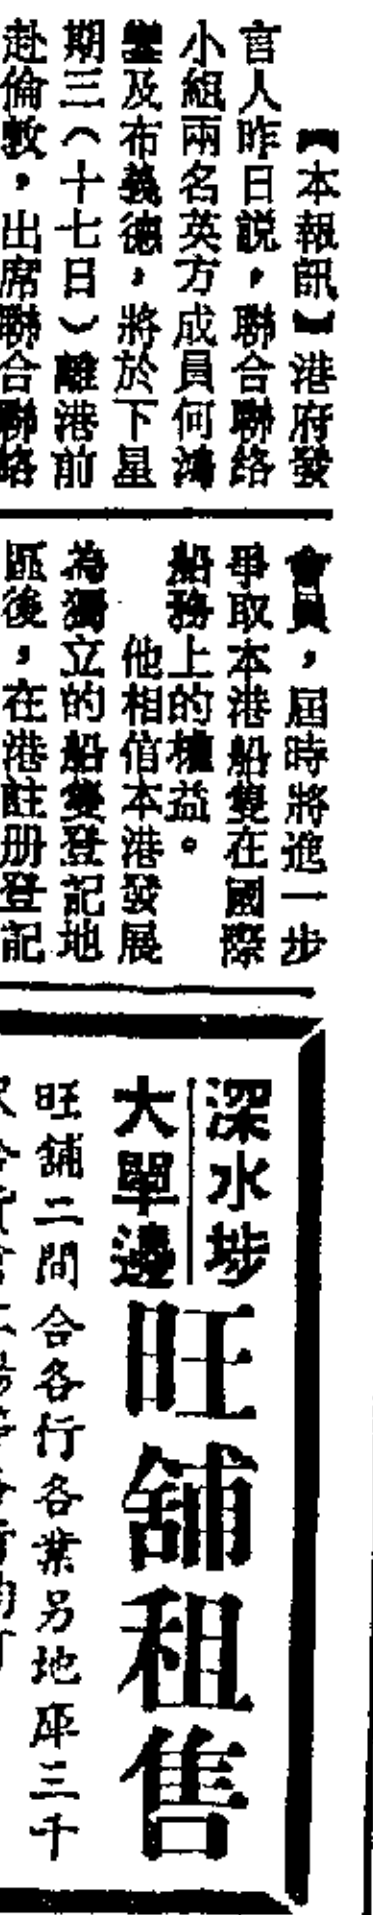 【本報訊】港府發
言人昨日説，聯合聯絡
小組兩名英方成員何鴻
鑾及布義德，將於下星
期三（十七日）離港前
赴倫敦，出席聯合聯絡
會員，屆時將進一步
爭取本港船隻在國際
船務上的權益。
他相信本港發展
為獨立的船隻登記地
區後，在港註册登記
深水埗
大單邊
旺舖租售
旺舖二間合各行各業另地庫三千